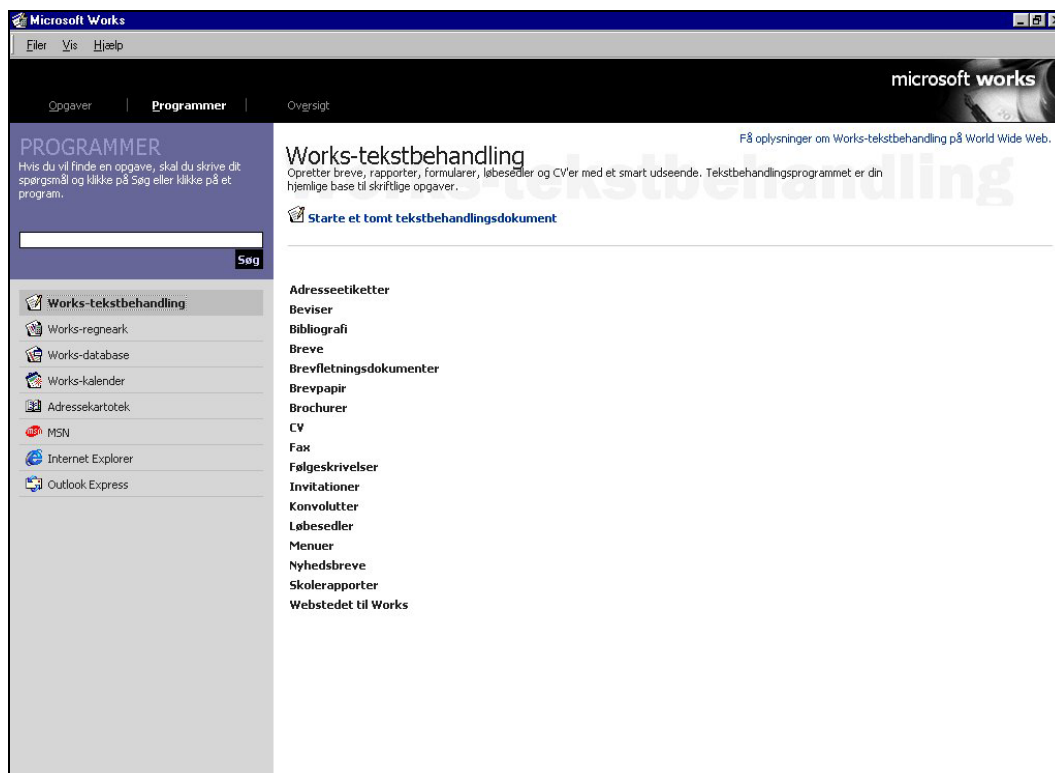 Microsoft Works
Filer Vis Hjælp
microsoft works
Opgaver | Programmer | Oversigt
PROGRAMMER
Hvis du vil finde en opgave, skal du skrive dit
spørgsmål og klikke på Søg eller klikke på et
program.
Søg
Works-tekstbehandling
Works-regneark
Works-database
Works-kalender
Adressekartotek
msn MSN
Internet Explorer
Outlook Express
Få oplysninger om Works-tekstbehandling på World Wide Web.
Works-tekstbehandling
Works-tekstbehandling
Opretter breve, rapporter, formularer, løbesedler og CV'er med et smart udseende. Tekstbehandlingsprogrammet er din
hjemlige base til skriftlige opgaver.
Starte et tomt tekstbehandlingsdokument
Adresseetiketter
Beviser
Bibliografi
Breve
Brevfletningsdokumenter
Brevpapir
Brochurer
CV
Fax
Følgeskrivelser
Invitationer
Konvolutter
Løbesedler
Menuer
Nyhedsbreve
Skolerapporter
Webstedet til Works